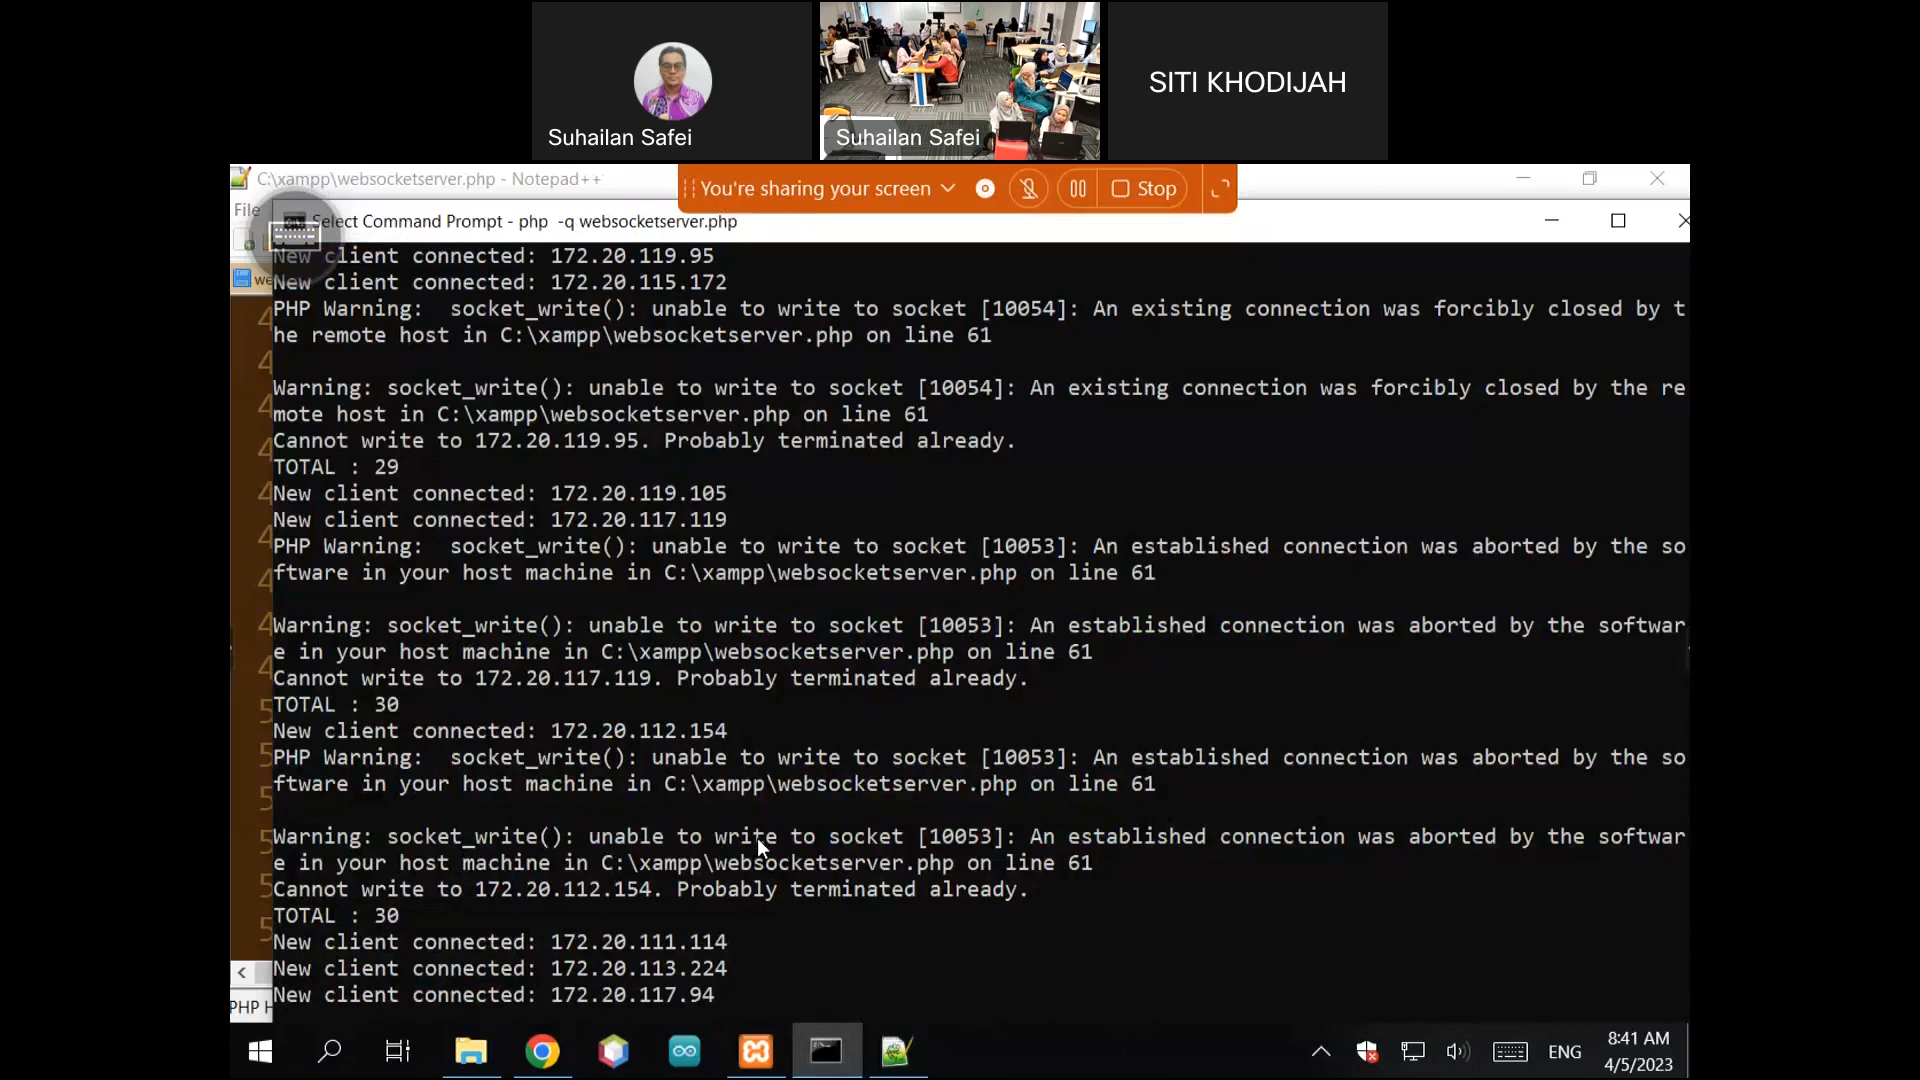 Suhailan Safei
Suhailan Safei
SITI KHODIJAH
C:\xampp\websocketserver.php - Notepad++
You're sharing your screen
Stop
File
Select Command Prompt - php  -q websocketserver.php
we
New client connected: 172.20.119.95
New client connected: 172.20.115.172
PHP Warning:  socket_write(): unable to write to socket [10054]: An existing connection was forcibly closed by t
he remote host in C:\xampp\websocketserver.php on line 61
Warning: socket_write(): unable to write to socket [10054]: An existing connection was forcibly closed by the re
mote host in C:\xampp\websocketserver.php on line 61
Cannot write to 172.20.119.95. Probably terminated already.
TOTAL : 29
New client connected: 172.20.119.105
New client connected: 172.20.117.119
PHP Warning:  socket_write(): unable to write to socket [10053]: An established connection was aborted by the so
ftware in your host machine in C:\xampp\websocketserver.php on line 61
Warning: socket_write(): unable to write to socket [10053]: An established connection was aborted by the softwar
e in your host machine in C:\xampp\websocketserver.php on line 61
Cannot write to 172.20.117.119. Probably terminated already.
TOTAL : 30
New client connected: 172.20.112.154
PHP Warning:  socket_write(): unable to write to socket [10053]: An established connection was aborted by the so
ftware in your host machine in C:\xampp\websocketserver.php on line 61
Warning: socket_write(): unable to write to socket [10053]: An established connection was aborted by the softwar
e in your host machine in C:\xampp\websocketserver.php on line 61
Cannot write to 172.20.112.154. Probably terminated already.
TOTAL : 30
New client connected: 172.20.111.114
New client connected: 172.20.113.224
New client connected: 172.20.117.94
PHP H
ENG
8:41 AM
4/5/2023